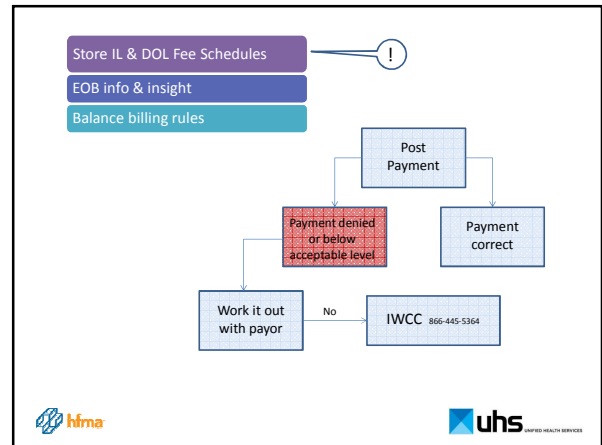 Store IL & DOL Fee Schedules
!
EOB info & insight
Balance billing rules
Post
Payment
Payment denied
or below
acceptable level
Payment
correct
Work it out
with payor
No
IWCC 866-445-5364
hfma
uhs UNIFIED HEALTH SERVICES